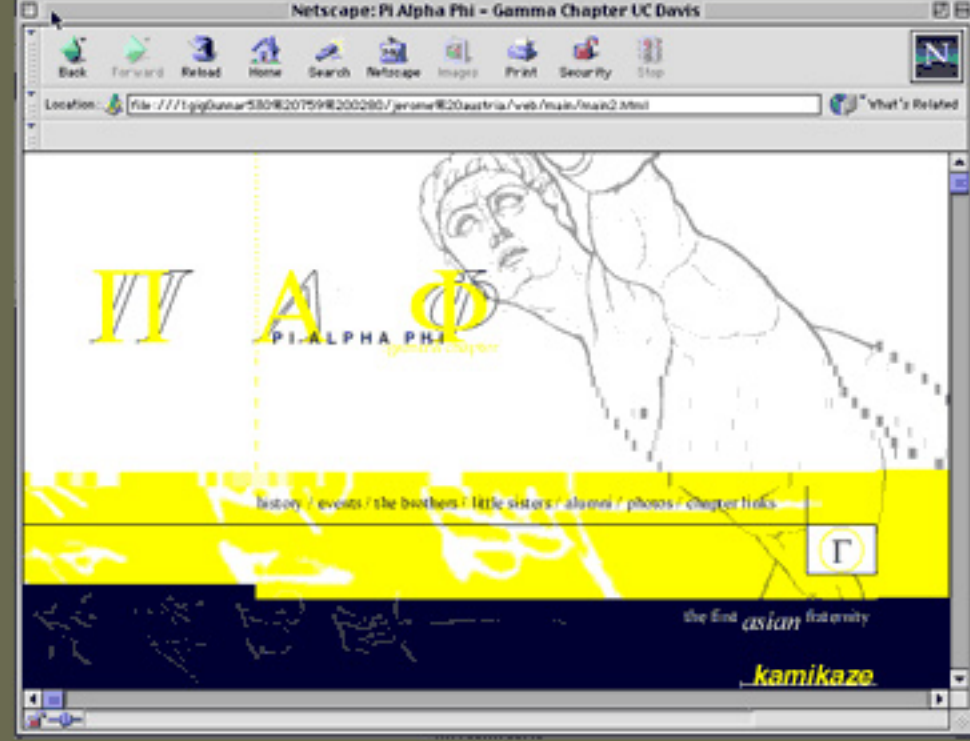 Netscape: Pi Alpha Phi - Gamma Chapter UC Davis
Back Forward Reload Home Search Netscape Images Print Security Stop
N
Location: What's Related
Π Α Φ
PI ALPHA PHI
gamma chapter
history / events / the brothers / little sisters / alumni / photos / chapter links
Γ
the first asian fraternity
kamikaze